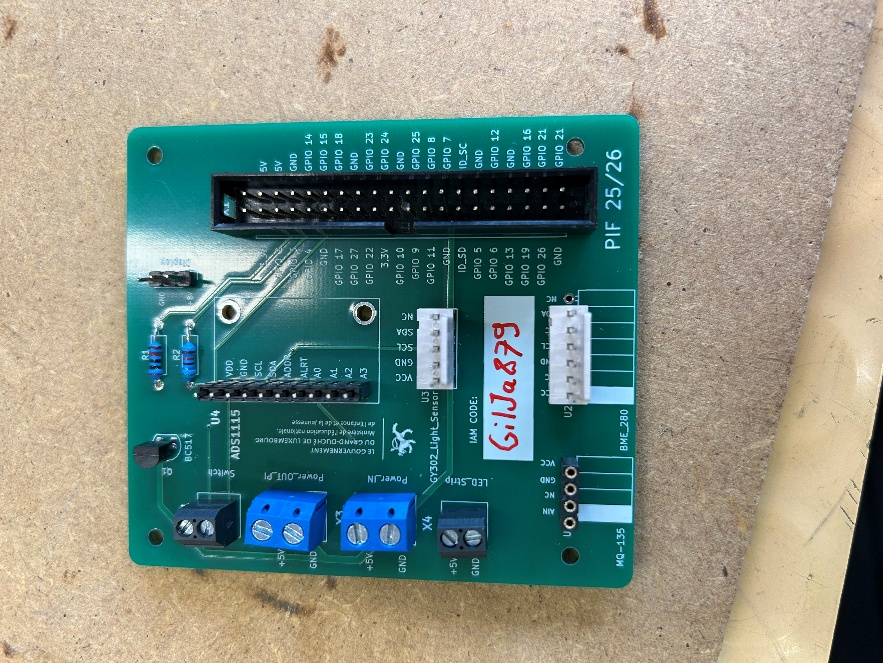 5V
5V
GND
GPIO 14
GPIO 15
GPIO 18
GND
GPIO 23
GPIO 24
GND
GPIO 25
GPIO 8
GPIO 7
ID_SC
GND
GPIO 12
GND
GPIO 16
GPIO 21
GPIO 21
PIF 25/26
GND
GPIO 17
GPIO 27
GPIO 22
3.3V
GPIO 10
GPIO 9
GPIO 11
GND
ID_SD
GPIO 5
GPIO 6
GPIO 13
GPIO 19
GPIO 26
GND
Display
GND
R1
R2
VDD
GND
SCL
SDA
ADDR
ALRT
A0
A1
A2
A3
U4
ADS1115
NC
SDA
SCL
GND
VCC
U3
GY302_Light_Sensor
IAM CODE:
GilJa879
NC
U2
BME_280
LE GOUVERNEMENT
DU GRAND-DUCHÉ DE LUXEMBOURG
Ministère de l'Éducation nationale,
de l'Enfance et de la Jeunesse
BC517
Q1
Switch
Power_OUT_PI
+5V
GND
Power_IN
X3
+5V
GND
LED_Strip
X4
+5V
GND
VCC
GND
NC
AIN
MQ-135